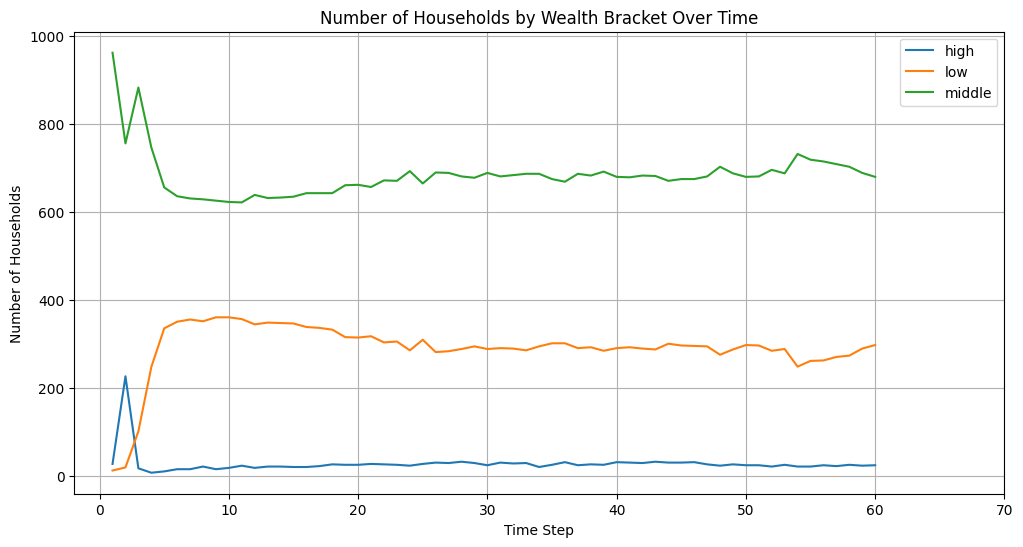 Number of Households by Wealth Bracket Over Time
1000
800
600
400
200
0
Number of Households
high
low
middle
0 10 20 30 40 50 60 70
Time Step